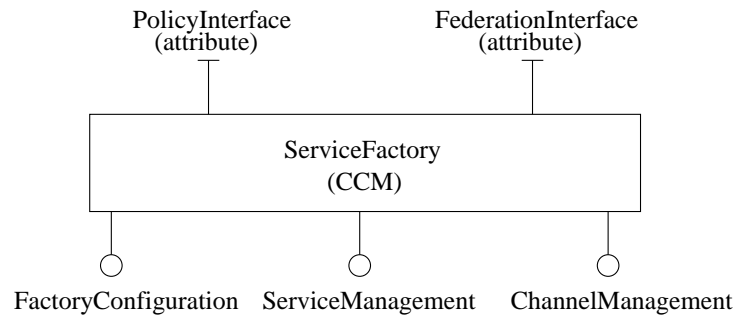 PolicyInterface
(attribute)
FederationInterface
(attribute)
ServiceFactory
(CCM)
FactoryConfiguration
ServiceManagement
ChannelManagement